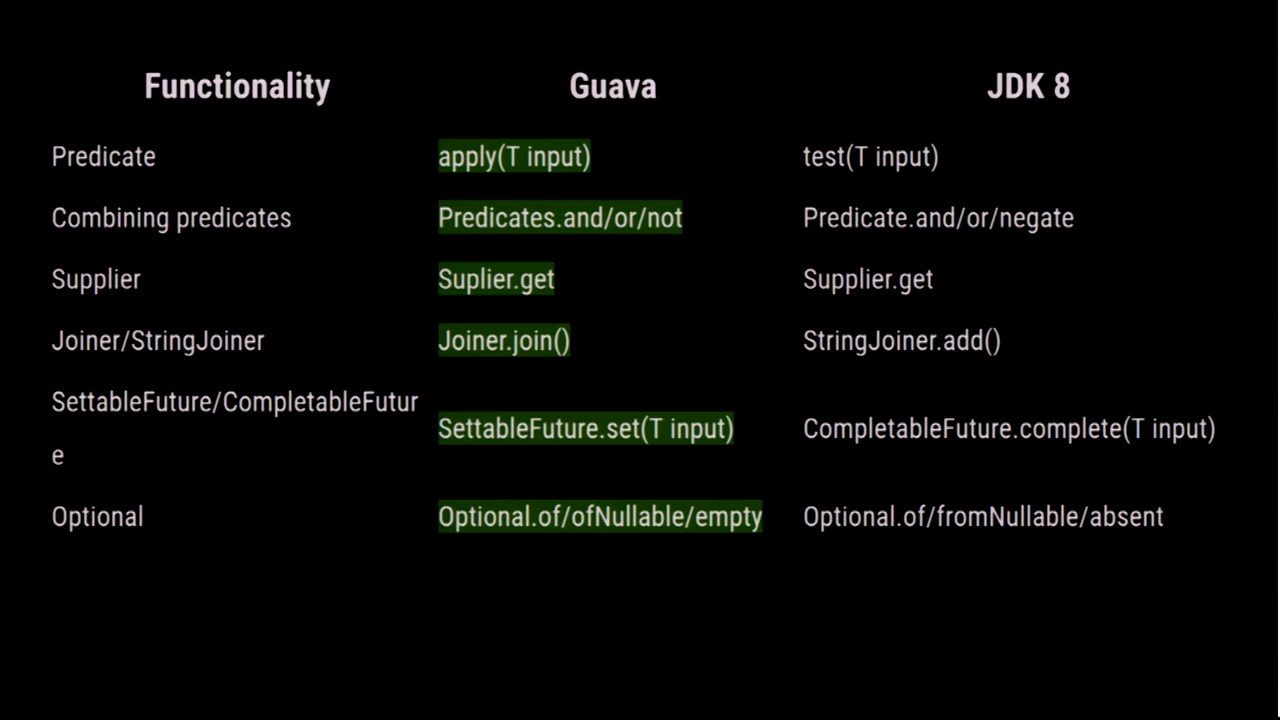 Functionality Guava JDK 8
Predicate apply(T input) test(T input)
Combining predicates Predicates.and/or/not Predicate.and/or/negate
Supplier Suplier.get Supplier.get
Joiner/StringJoiner Joiner.join() StringJoiner.add()
SettableFuture/CompletableFutur
e
SettableFuture.set(T input) CompletableFuture.complete(T input)
Optional Optional.of/ofNullable/empty Optional.of/fromNullable/absent